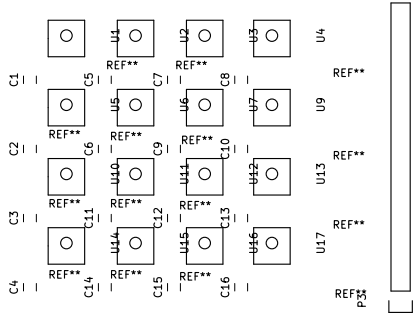 U1 U2 U3 U4
REF** REF**
C1 C5 C7 C8 REF**
U5 U6 U7 U9
REF** REF** REF**
C2 C6 C9 C10 REF**
U10 U11 U12 U13
REF** REF** REF**
C3 C11 C12 C13 REF**
U14 U15 U16 U17
REF** REF** REF**
C4 C14 C15 C16 REF**
P3